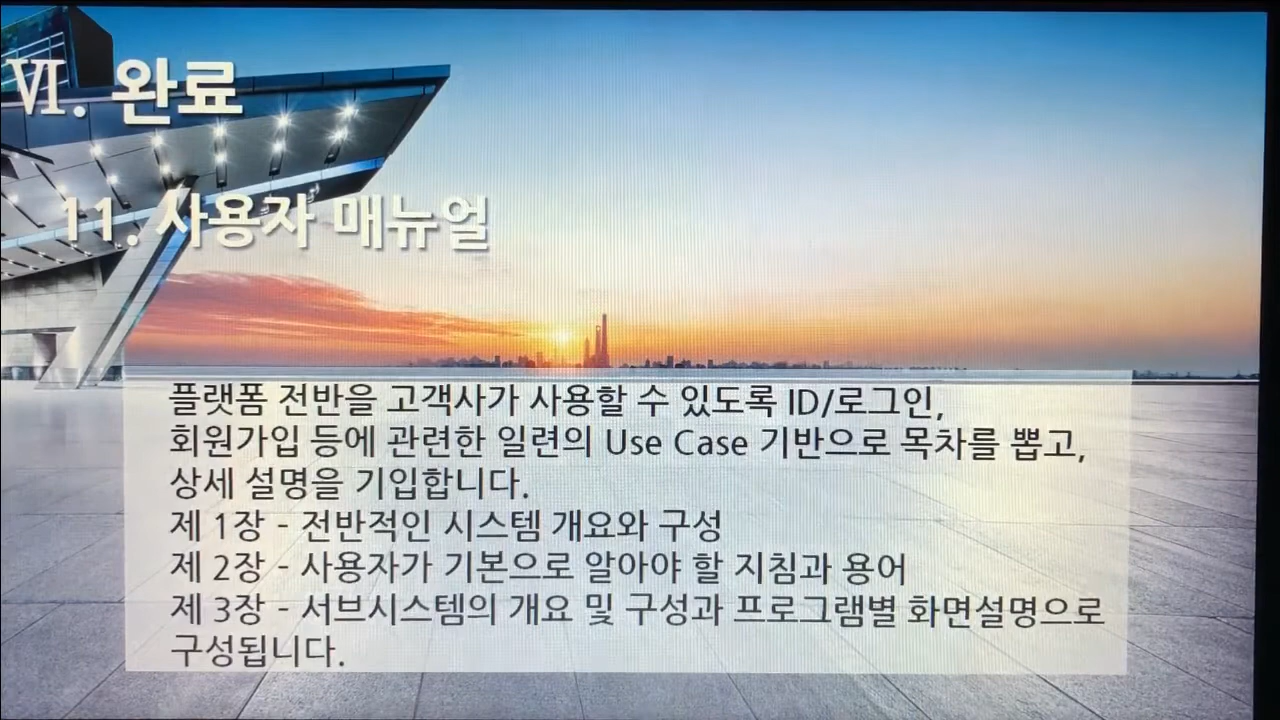 Ⅵ. 완료
11. 사용자 매뉴얼
플랫폼 전반을 고객사가 사용할 수 있도록 ID/로그인,
회원가입 등에 관련한 일련의 Use Case 기반으로 목차를 뽑고,
상세 설명을 기입합니다.
제 1장 - 전반적인 시스템 개요와 구성
제 2장 - 사용자가 기본으로 알아야 할 지침과 용어
제 3장 - 서브시스템의 개요 및 구성과 프로그램별 화면설명으로
구성됩니다.